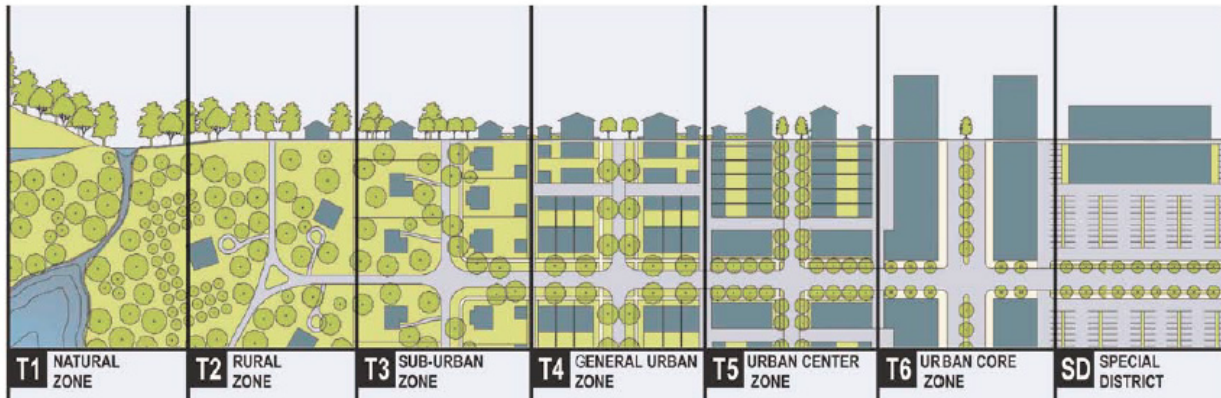 T1 NATURAL
ZONE
T2 RURAL
ZONE
T3 SUB-URBAN
ZONE
T4 GENERAL URBAN
ZONE
T5 URBAN CENTER
ZONE
T6 URBAN CORE
ZONE
SD SPECIAL
DISTRICT